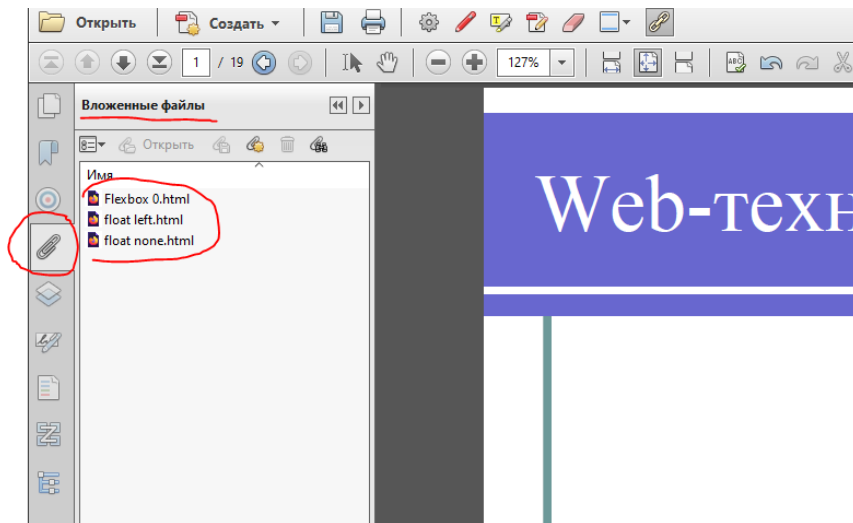 Открыть Создать
1 / 19 127%
Вложенные файлы
Открыть
Имя
Flexbox 0.html
float left.html
float none.html
Web-техн